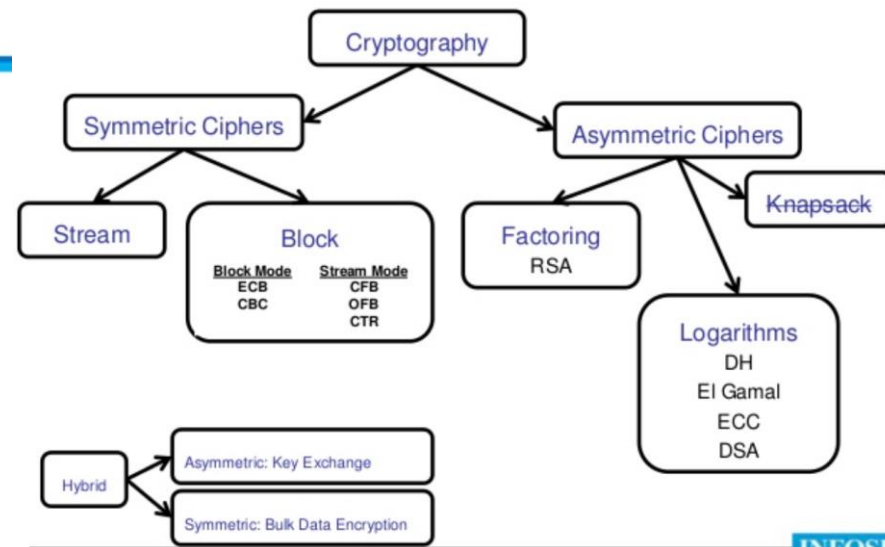 Cryptography
Symmetric Ciphers
Asymmetric Ciphers
Stream
Block
Block Mode Stream Mode
ECB CFB
CBC OFB
CTR
Factoring
RSA
Knapsack
Logarithms
DH
El Gamal
ECC
DSA
Hybrid
Asymmetric: Key Exchange
Symmetric: Bulk Data Encryption